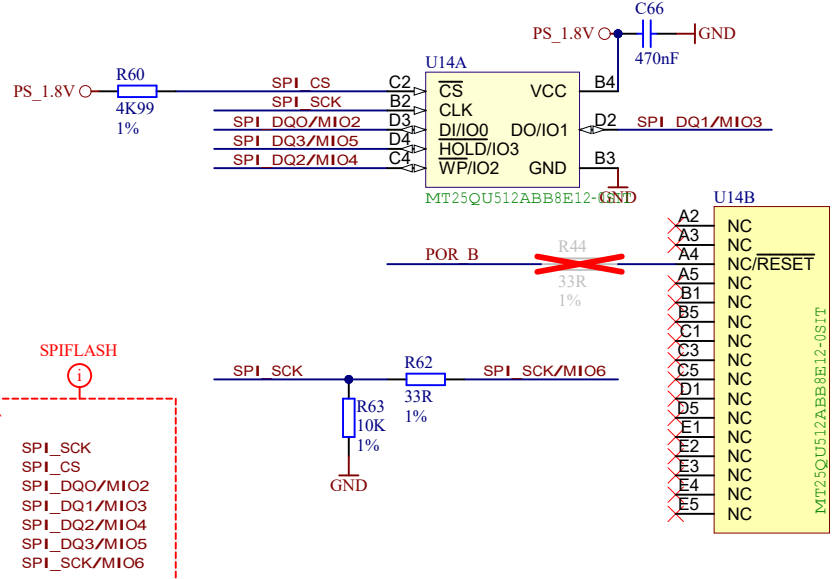 C66
PS_1.8V
GND
470nF
U14A
R60
PS_1.8V
4K99
1%
SPI_CS
SPI_SCK
SPI_DQ0/MIO2
SPI_DQ3/MIO5
SPI_DQ2/MIO4
C2
B2
D3
D4
C4
CS
CLK
DI/IO0
HOLD/IO3
WP/IO2
VCC
DO/IO1
GND
B4
D2
B3
SPI_DQ1/MIO3
GND
MT25QU512ABB8E12-0SIT
U14B
POR_B
R44
33R
1%
A2 NC
A3 NC
A4 NC/RESET
A5 NC
B1 NC
B5 NC
C1 NC
C3 NC
C5 NC
D1 NC
D5 NC
E1 NC
E2 NC
E3 NC
E4 NC
E5 NC
MT25QU512ABB8E12-0SIT
SPI_SCK
R62
33R
1%
SPI_SCK/MIO6
R63
10K
1%
GND
SPIFLASH
i
SPI_SCK
SPI_CS
SPI_DQ0/MIO2
SPI_DQ1/MIO3
SPI_DQ2/MIO4
SPI_DQ3/MIO5
SPI_SCK/MIO6